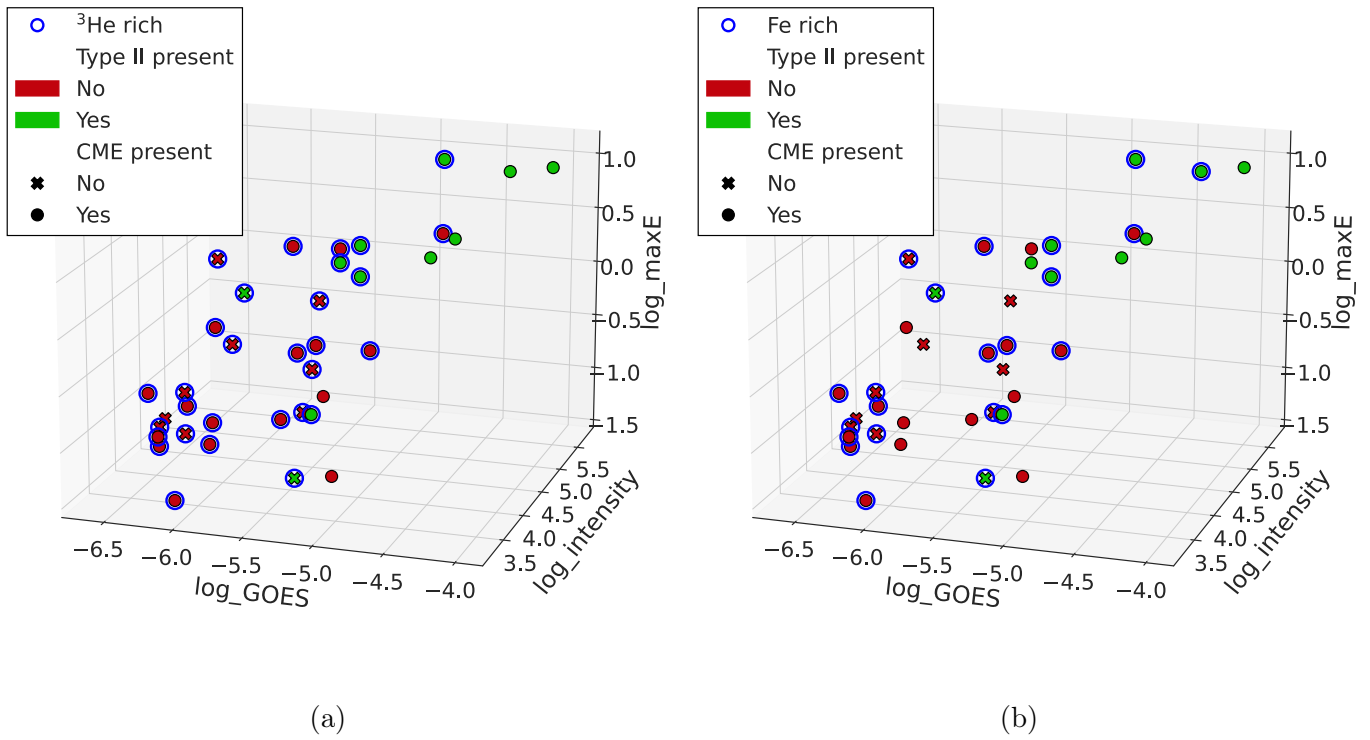 ³He rich
Type II present
No
Yes
CME present
No
Yes
1.0
0.5
0.0
−0.5
−1.0
−1.5
log_maxE
5.5
5.0
4.5
4.0
3.5
log_intensity
−6.5
−6.0
−5.5
−5.0
−4.5
−4.0
log_GOES
(a)
Fe rich
Type II present
No
Yes
CME present
No
Yes
1.0
0.5
0.0
−0.5
−1.0
−1.5
log_maxE
5.5
5.0
4.5
4.0
3.5
log_intensity
−6.5
−6.0
−5.5
−5.0
−4.5
−4.0
log_GOES
(b)